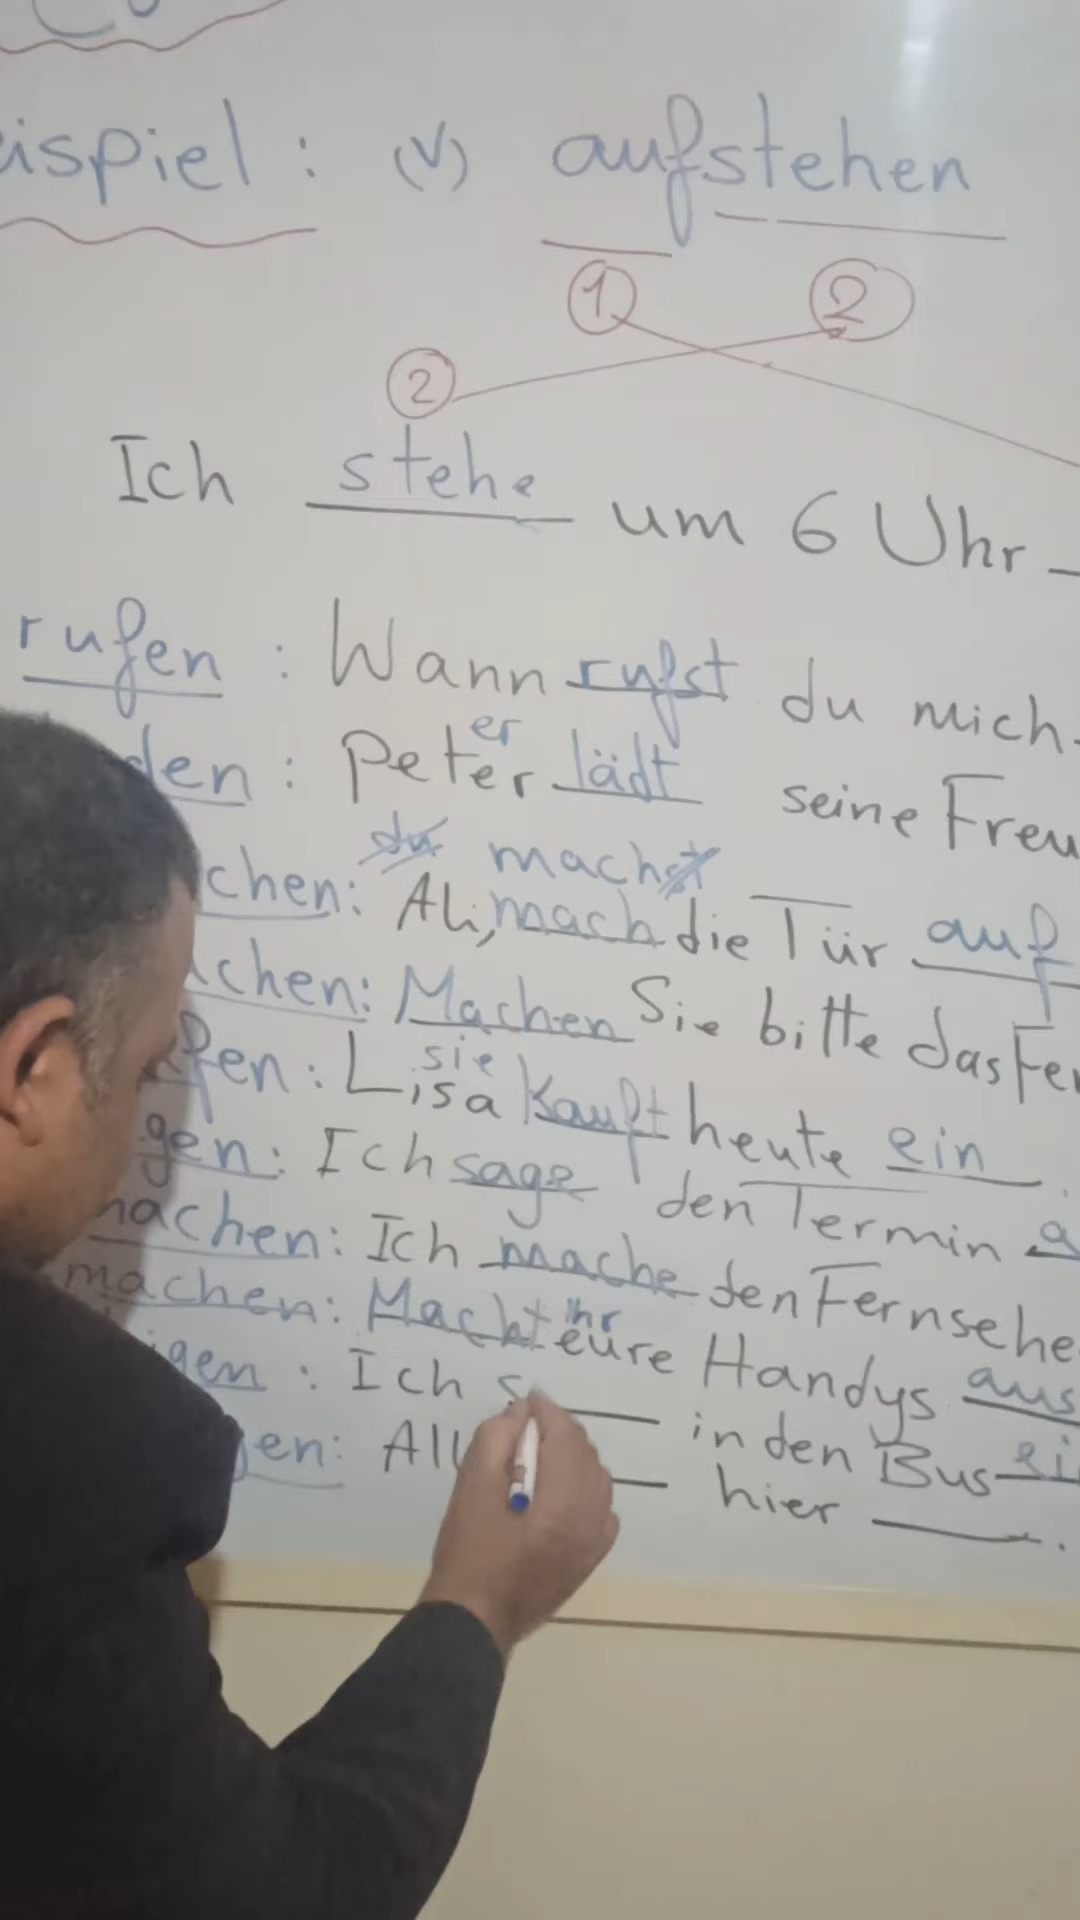 ispiel : (V) aufstehen
1 2
2
Ich stehe um 6 Uhr
rufen : Wann rufst du mich
er
den : Peter lädt seine Freu
du machst
chen: Ali, mach die Tür auf
chen: Machen Sie bitte das Fe
sie
fen : Lisa kauft heute ein .
gen : Ich sage den Termin a
machen : Ich mache den Fernsehe
ihr
machen : Macht eure Handys aus
igen : Ich s in den Bus ei
gen : All hier .